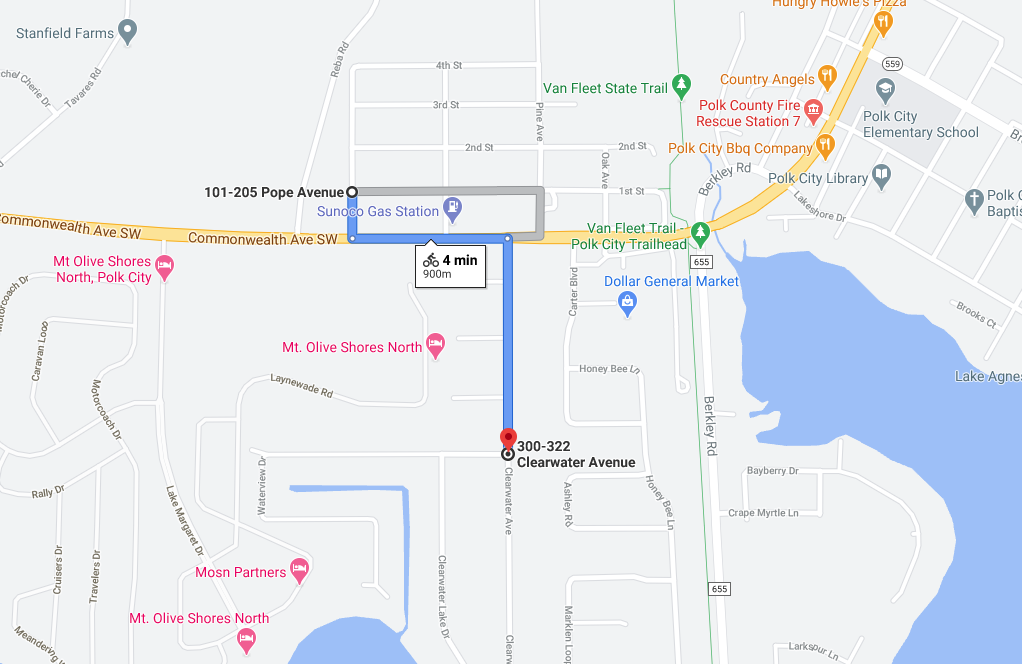 Hungry Howie's Pizza
Stanfield Farms
Reba Rd
4th St
559
Tavares Rd
Van Fleet State Trail
Country Angels
3rd St
Pine Ave
Polk County Fire
Rescue Station 7
Polk City
Elementary School
2nd St
2nd St
Oak Ave
Polk City Bbq Company
Berkley Rd
Polk City Library
101-205 Pope Avenue
1st St
Lakeshore Dr
Polk C
Baptis
Sunoco Gas Station
Commonwealth Ave SW
Commonwealth Ave SW
Van Fleet Trail -
Polk City Trailhead
4 min
900m
655
Mt Olive Shores
North, Polk City
Motorcoach Dr
Carter Blvd
Dollar General Market
Brooks Ct
Caravan Loop
Mt. Olive Shores North
Honey Bee Ln
Lake Agnes
Laynewade Rd
Motorcoach Dr
Berkley Rd
300-322
Clearwater Avenue
Waterview Dr
Bayberry Dr
Rally Dr
Lake Margaret Dr
Clearwater Ave
Ashley Rd
Honey Bee Ln
Crape Myrtle Ln
Cruisers Dr
Travelers Dr
Mosn Partners
Clearwater Lake Dr
655
Mt. Olive Shores North
Marklen Loop
Clearw
Meandering
Larkspur Ln